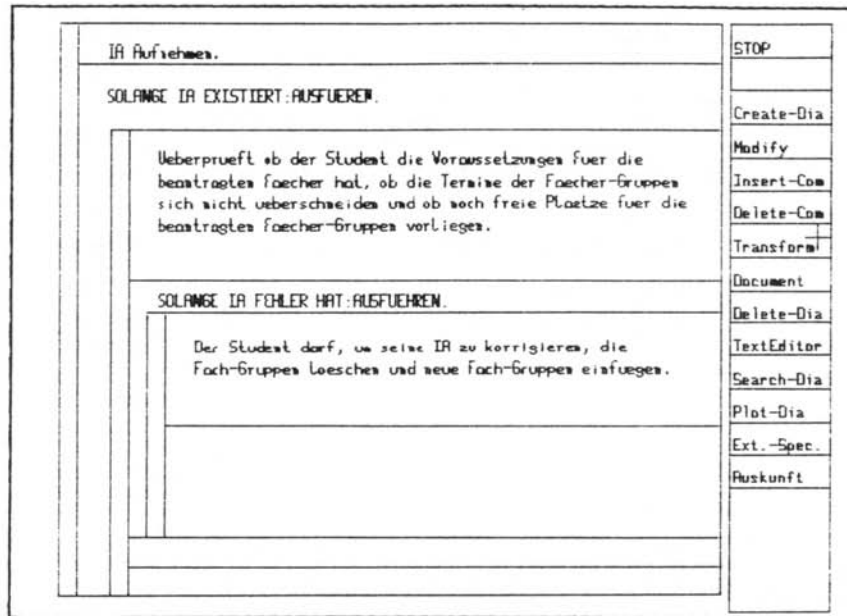 IA Aufnehmen.
SOLANGE IA EXISTIERT:AUSFUEREN.
Ueberprueft ob der Student die Voraussetzungen fuer die
beantragten Faecher hat, ob die Termine der Faecher-Gruppen
sich nicht ueberschneiden und ob noch freie Plaetze fuer die
beantragten Faecher-Gruppen vorliegen.
SOLANGE IA FEHLER HAT:AUSFUEHREN.
Der Student darf, um seine IA zu korrigieren, die
Fach-Gruppen loeschen und neue Fach-Gruppen einfuegen.
STOP
Create-Dia
Modify
Insert-Com
Delete-Com
Transform
Document
Delete-Dia
TextEditor
Search-Dia
Plot-Dia
Ext.-Spec.
Auskunft